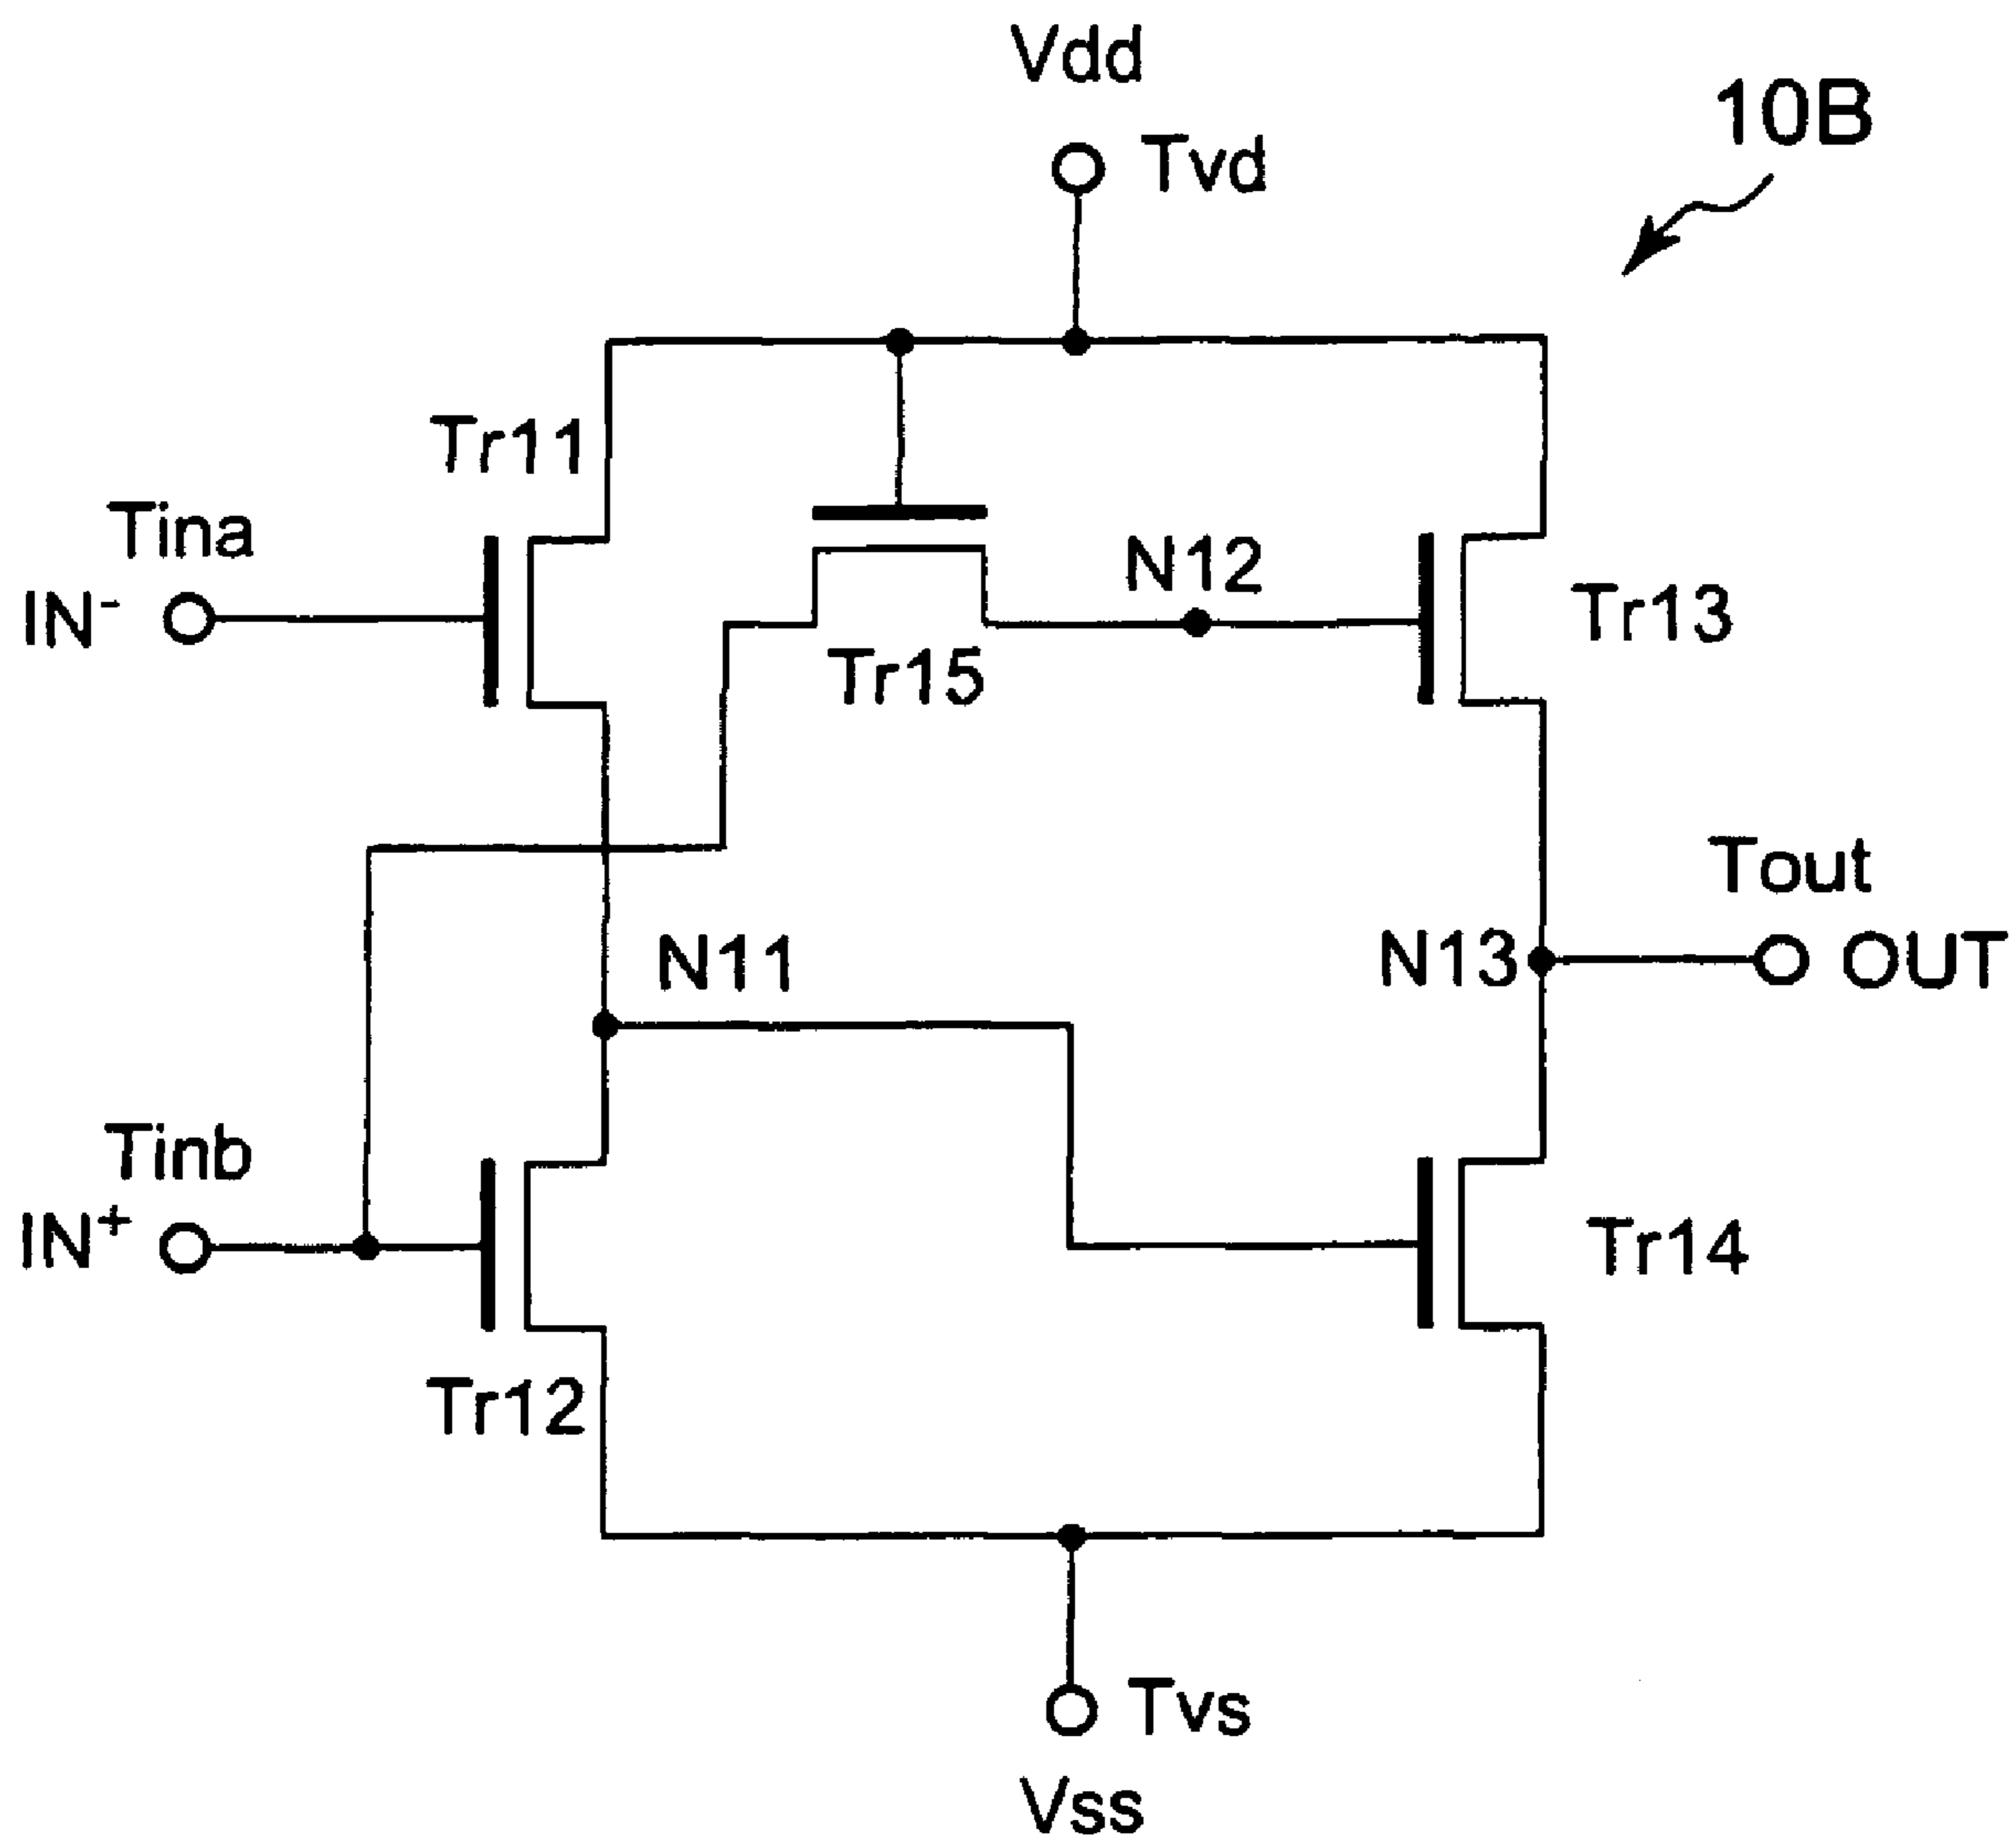 Vdd
10B
Tvd
Tr11
Tina
N12
IN⁻
Tr13
Tr15
Tout
N11
N13
OUT
Tinb
IN⁺
Tr14
Tr12
Tvs
Vss